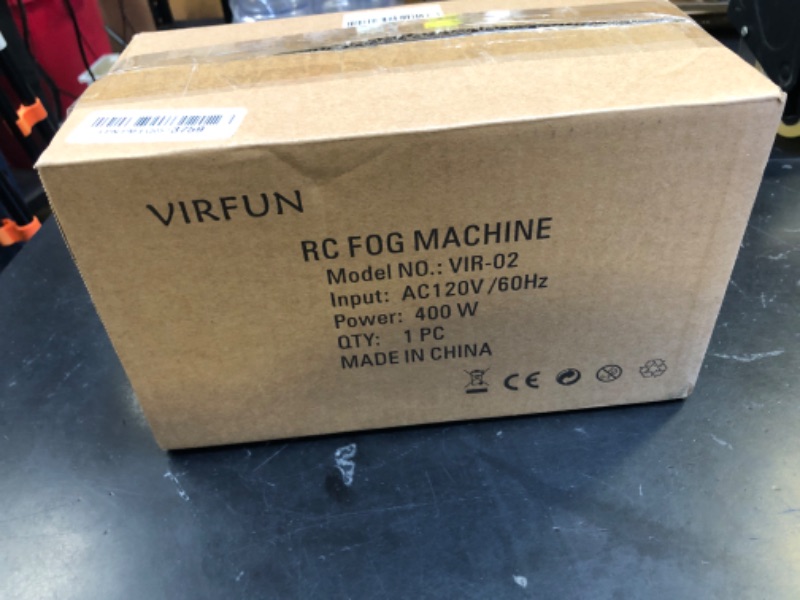 3758
VIRFUN
RC FOG MACHINE
Model NO.: VIR-02
Input: AC120V/60Hz
Power: 400 W
QTY: 1 PC
MADE IN CHINA
CE